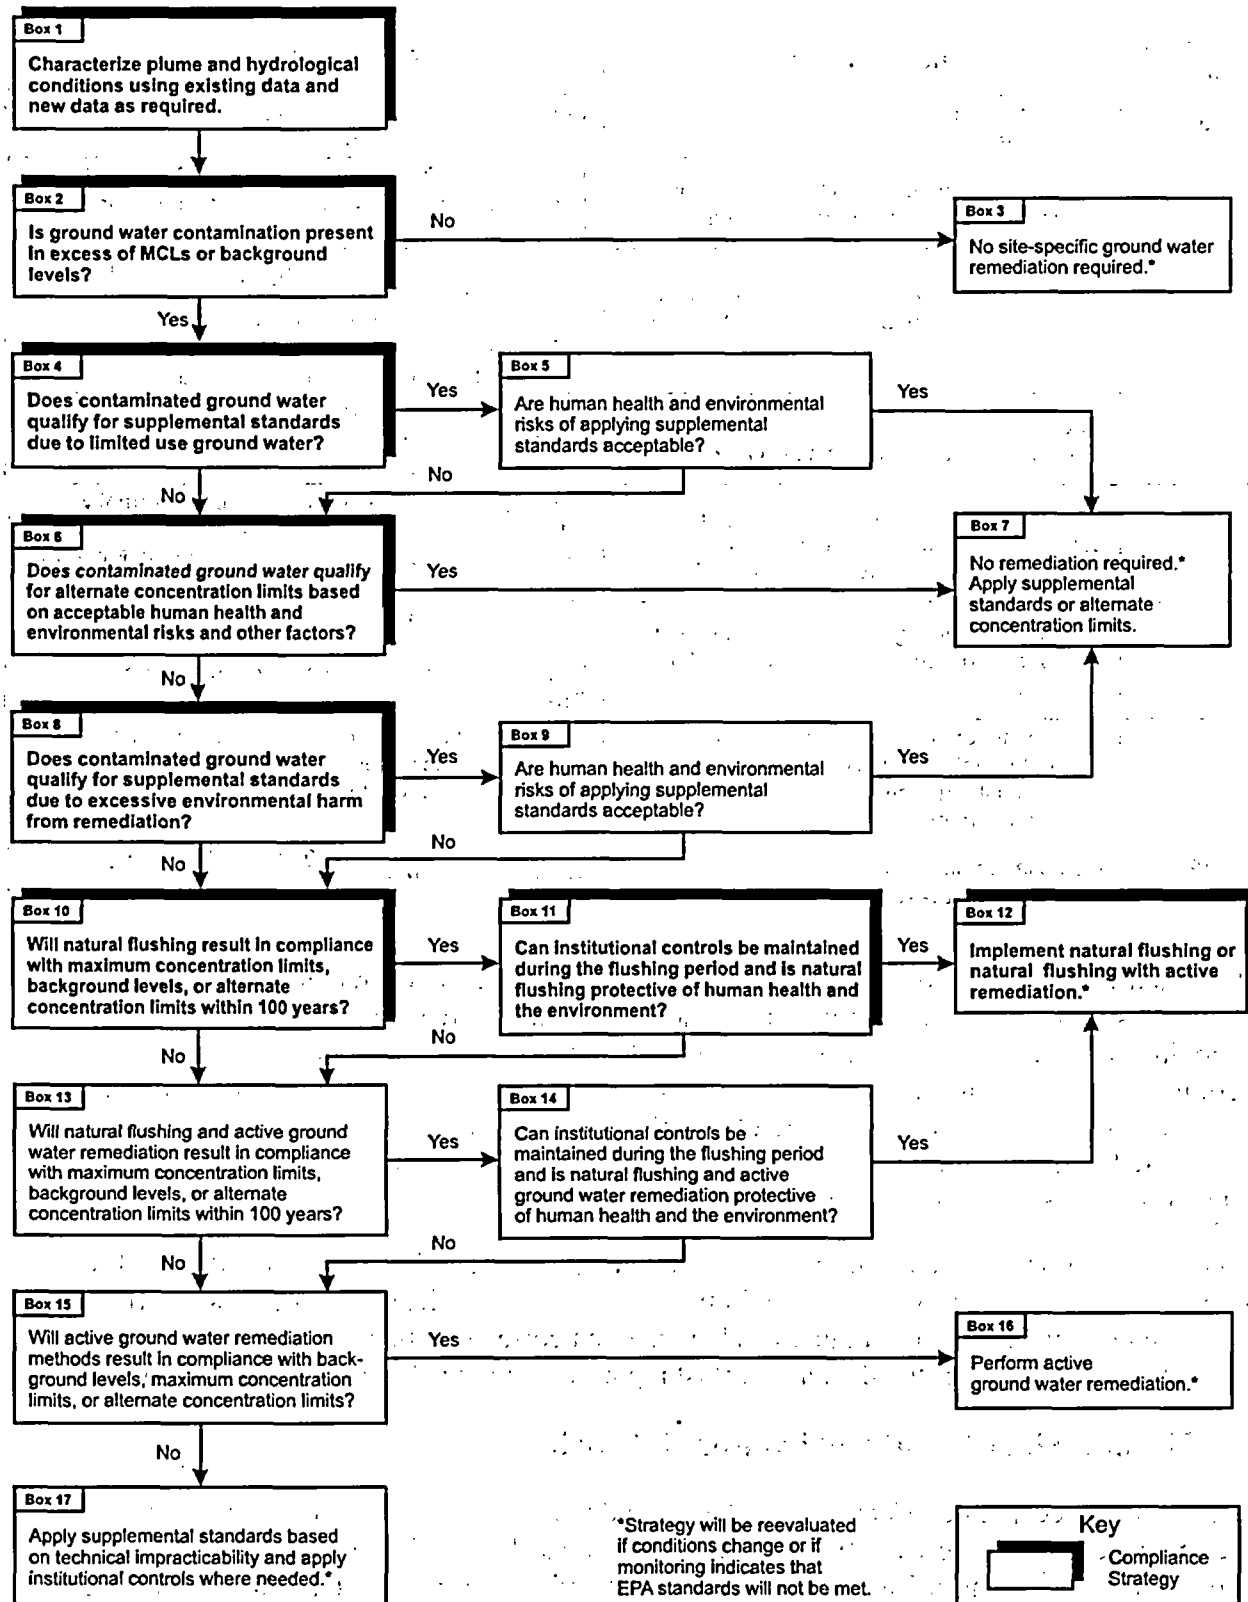 Box 1
Characterize plume and hydrological
conditions using existing data and
new data as required.
Box 2
Is ground water contamination present
in excess of MCLs or background
levels?
No
Box 3
No site-specific ground water
remediation required.*
Yes
Box 4
Does contaminated ground water
qualify for supplemental standards
due to limited use ground water?
Yes
Box 5
Are human health and environmental
risks of applying supplemental
standards acceptable?
Yes
No
No
Box 6
Does contaminated ground water qualify
for alternate concentration limits based
on acceptable human health and
environmental risks and other factors?
Yes
Box 7
No remediation required.*
Apply supplemental
standards or alternate
concentration limits.
No
Box 8
Does contaminated ground water
qualify for supplemental standards
due to excessive environmental harm
from remediation?
Yes
Box 9
Are human health and environmental
risks of applying supplemental
standards acceptable?
Yes
No
No
Box 10
Will natural flushing result in compliance
with maximum concentration limits,
background levels, or alternate
concentration limits within 100 years?
Yes
Box 11
Can institutional controls be maintained
during the flushing period and is natural
flushing protective of human health and
the environment?
Yes
Box 12
Implement natural flushing or
natural flushing with active
remediation.*
No
No
Box 13
Will natural flushing and active ground
water remediation result in compliance
with maximum concentration limits,
background levels, or alternate
concentration limits within 100 years?
Yes
Box 14
Can institutional controls be
maintained during the flushing period
and is natural flushing and active
ground water remediation protective
of human health and the environment?
Yes
No
No
Box 15
Will active ground water remediation
methods result in compliance with back-
ground levels, maximum concentration
limits, or alternate concentration limits?
Yes
Box 16
Perform active
ground water remediation.*
No
Box 17
Apply supplemental standards based
on technical impracticability and apply
institutional controls where needed.*
*Strategy will be reevaluated
if conditions change or if
monitoring indicates that
EPA standards will not be met.
Key
Compliance
Strategy